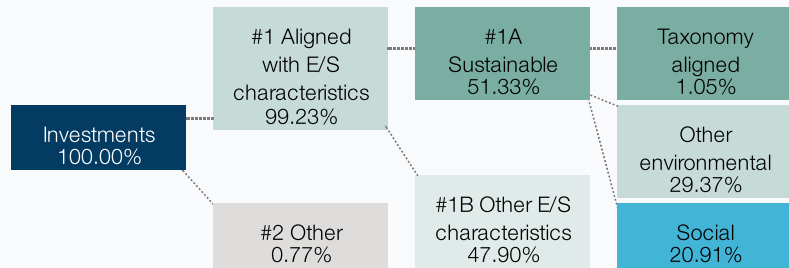 Investments
100.00%
#1 Aligned
with E/S
characteristics
99.23%
#2 Other
0.77%
#1A
Sustainable
51.33%
#1B Other E/S
characteristics
47.90%
Taxonomy
aligned
1.05%
Other
environmental
29.37%
Social
20.91%